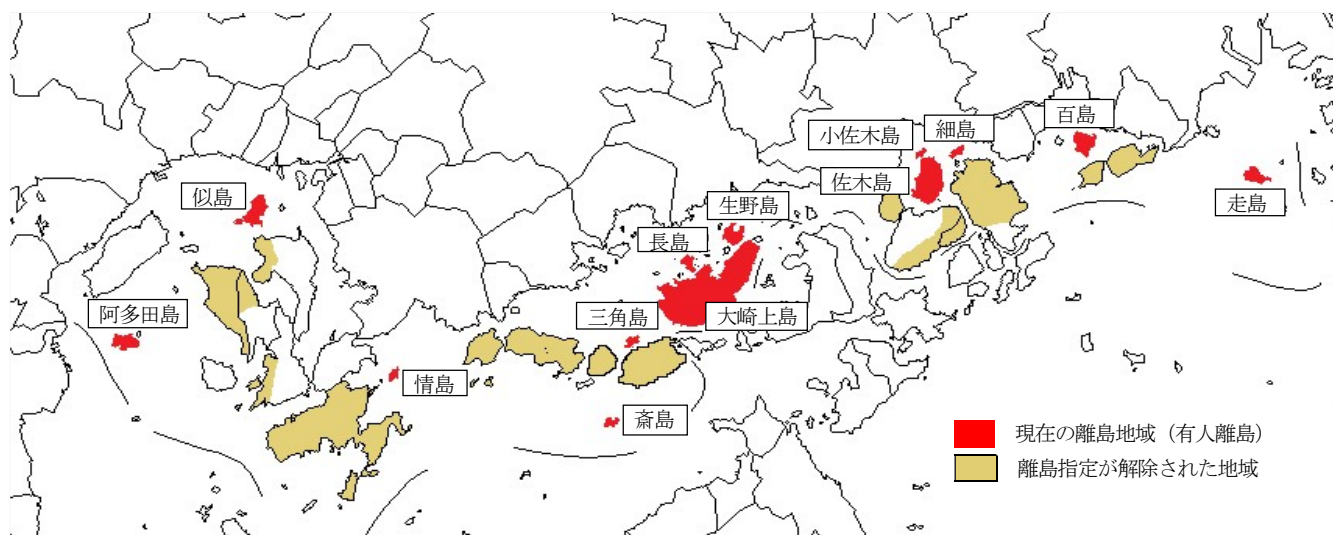 百島
小佐木島
細島
佐木島
走島
似島
生野島
長島
阿多田島
三角島
大崎上島
情島
斎島
現在の離島地域（有人離島）
離島指定が解除された地域